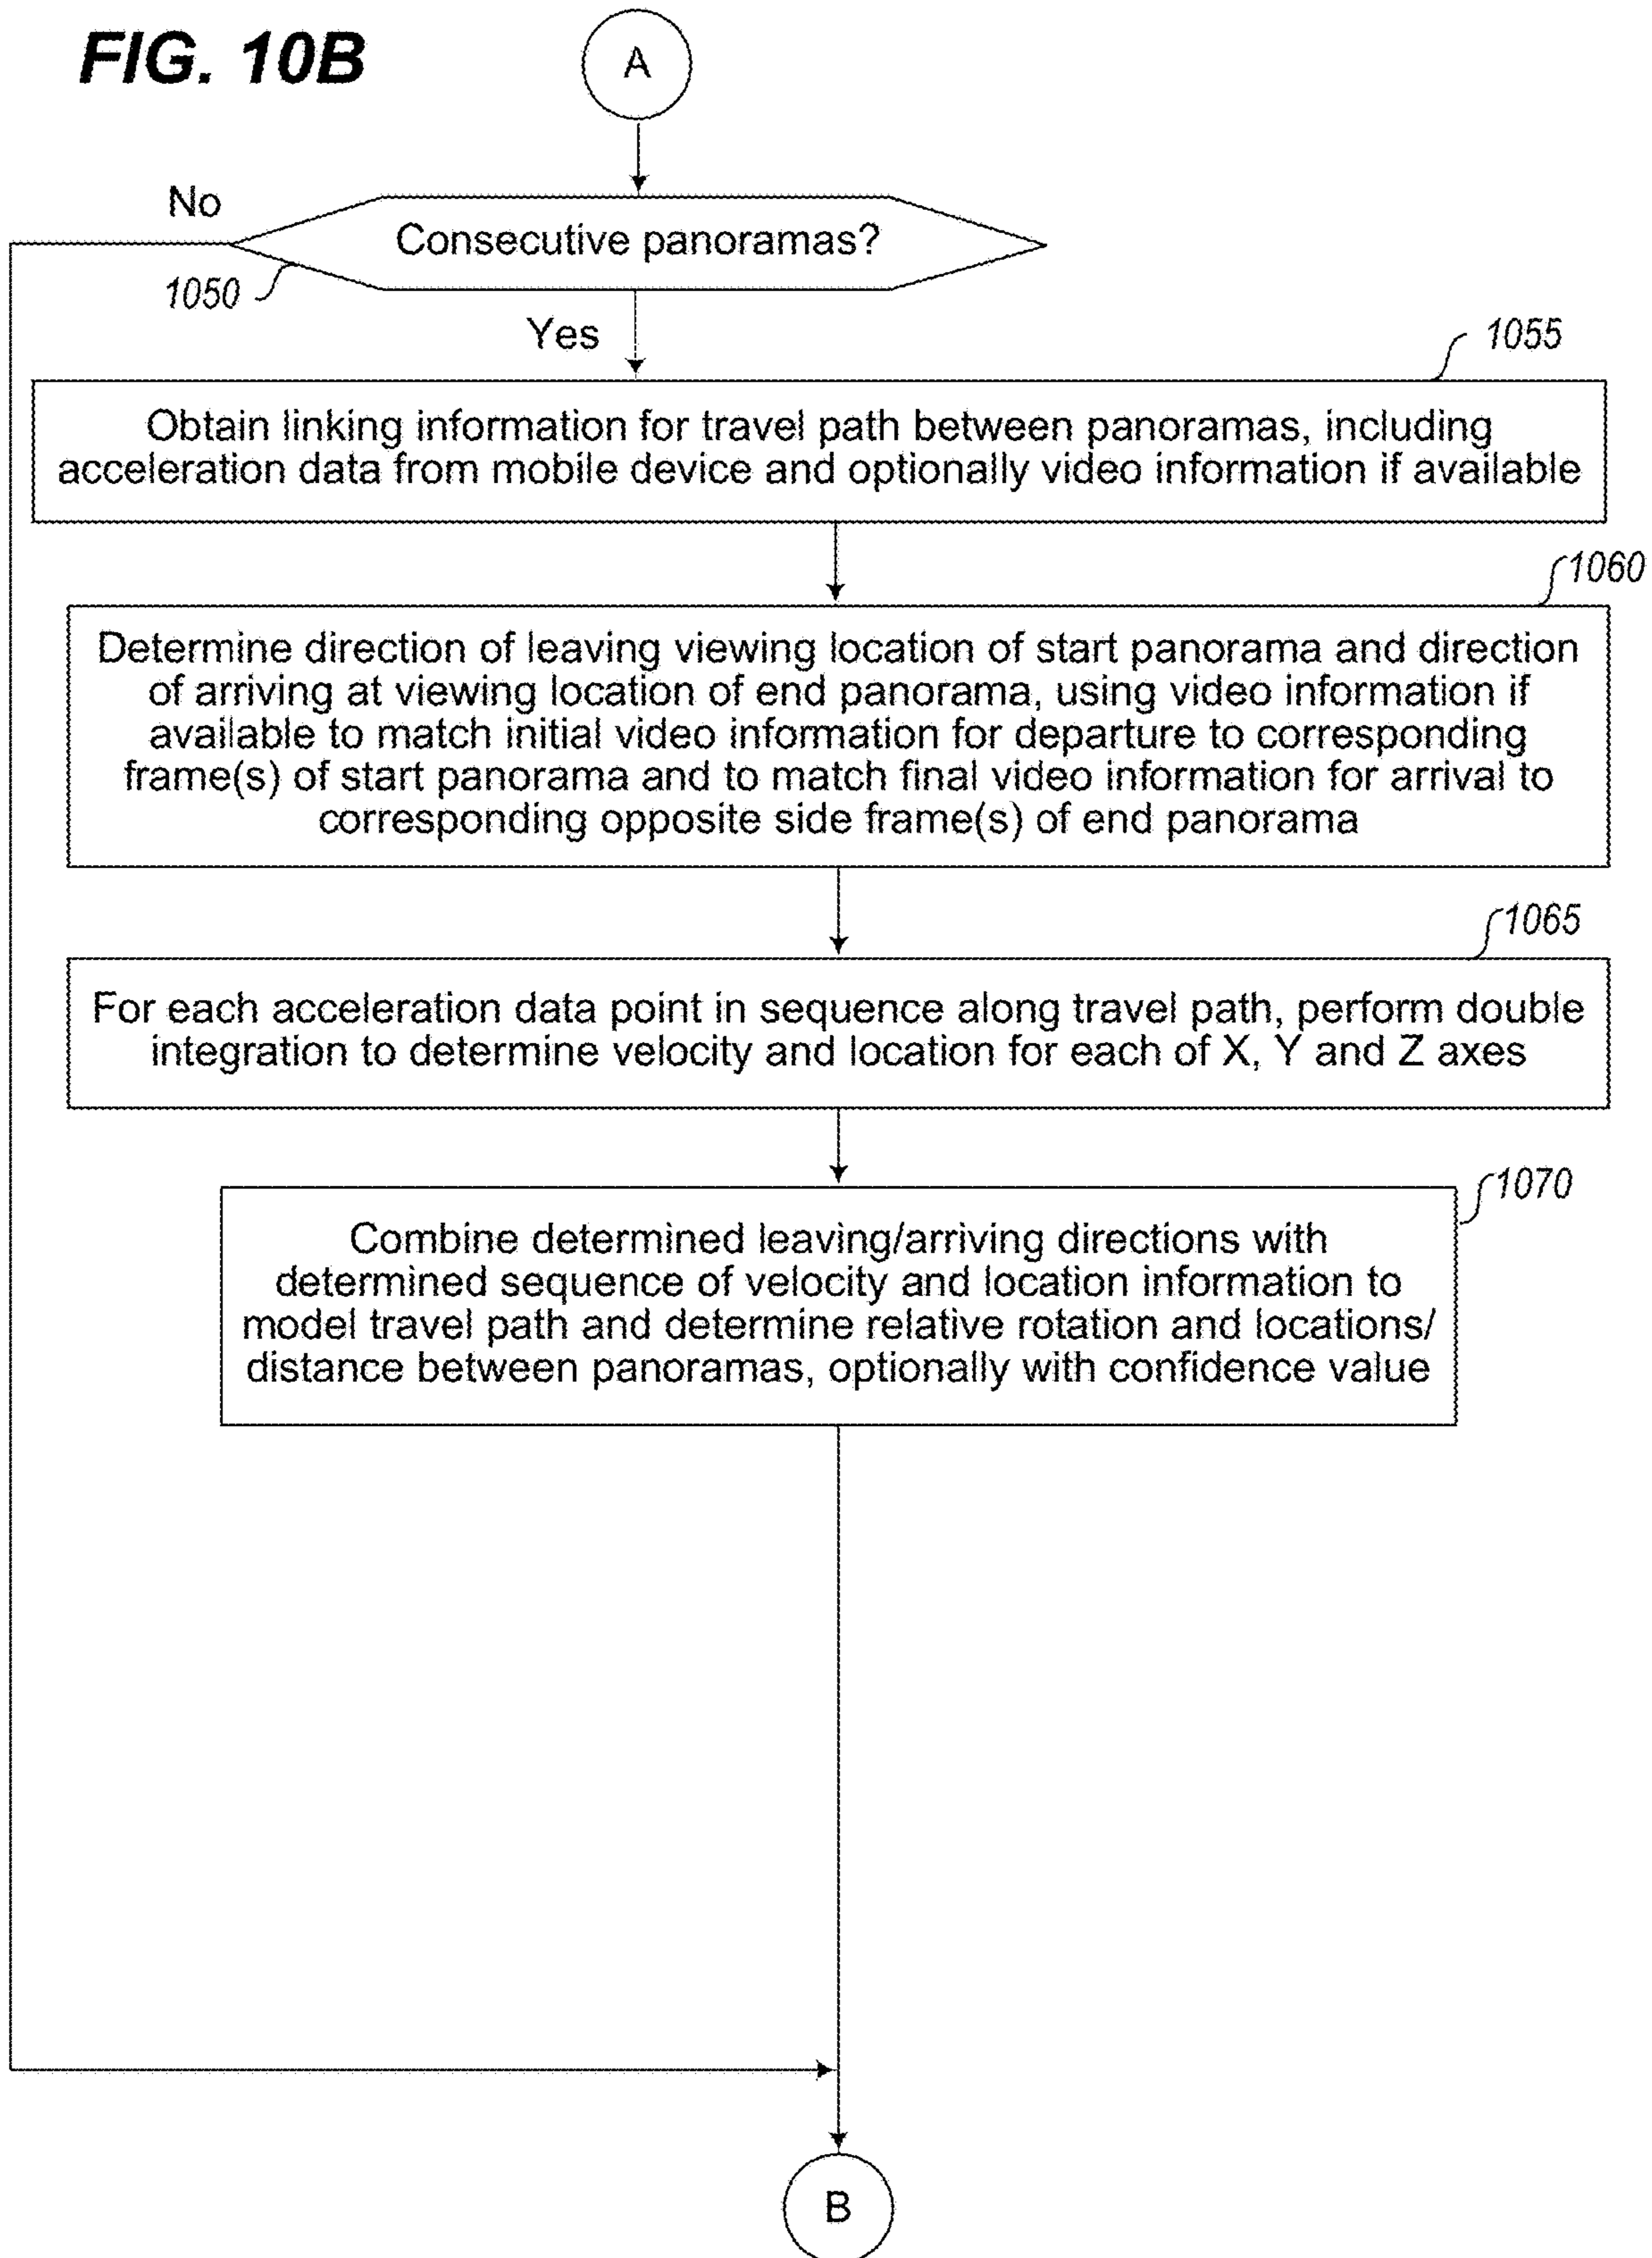 FIG. 10B
A
No
Consecutive panoramas?
1050
Yes
1055
Obtain linking information for travel path between panoramas, including
acceleration data from mobile device and optionally video information if available
1060
Determine direction of leaving viewing location of start panorama and direction
of arriving at viewing location of end panorama, using video information if
available to match initial video information for departure to corresponding
frame(s) of start panorama and to match final video information for arrival to
corresponding opposite side frame(s) of end panorama
1065
For each acceleration data point in sequence along travel path, perform double
integration to determine velocity and location for each of X, Y and Z axes
1070
Combine determined leaving/arriving directions with
determined sequence of velocity and location information to
model travel path and determine relative rotation and locations/
distance between panoramas, optionally with confidence value
B